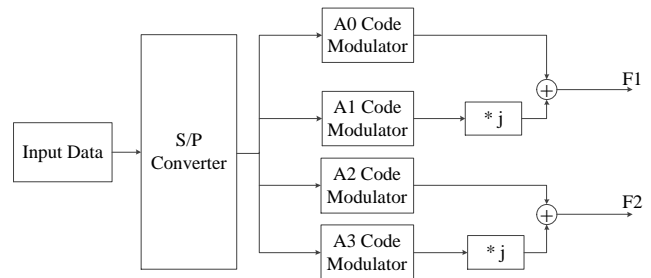 A0 Code
Modulator
F1
A1 Code
Modulator
* j
S/P
Converter
Input Data
A2 Code
Modulator
F2
A3 Code
Modulator
* j